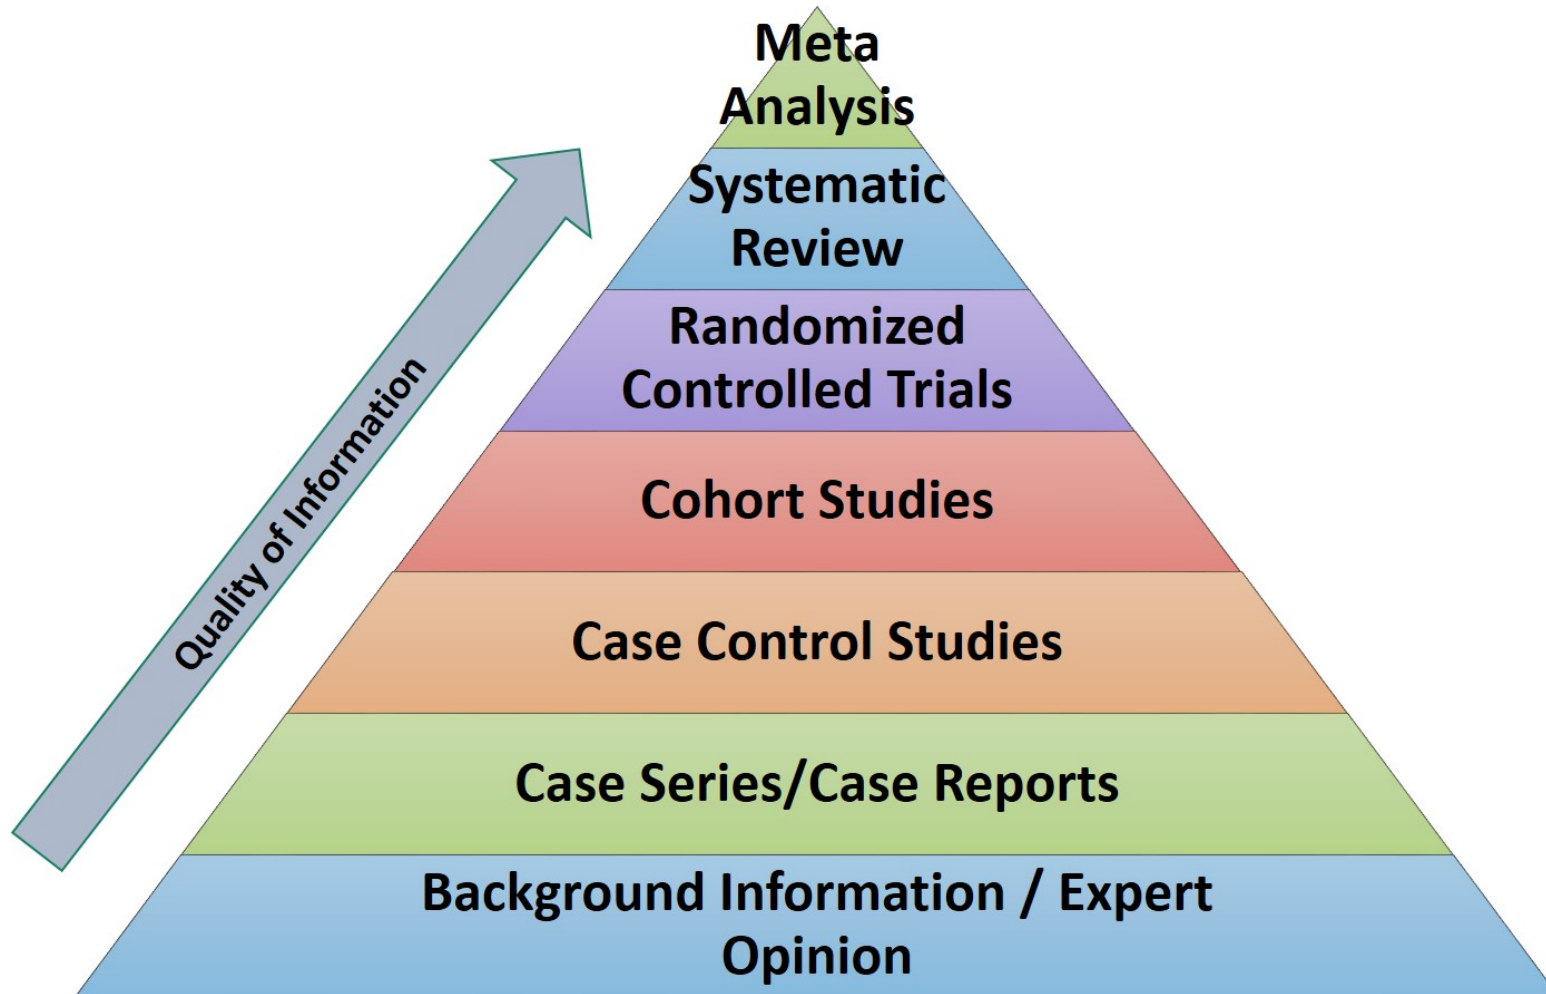 Meta
Analysis
Systematic
Review
Randomized
Controlled Trials
Cohort Studies
Case Control Studies
Case Series/Case Reports
Background Information / Expert
Opinion
Quality of Information